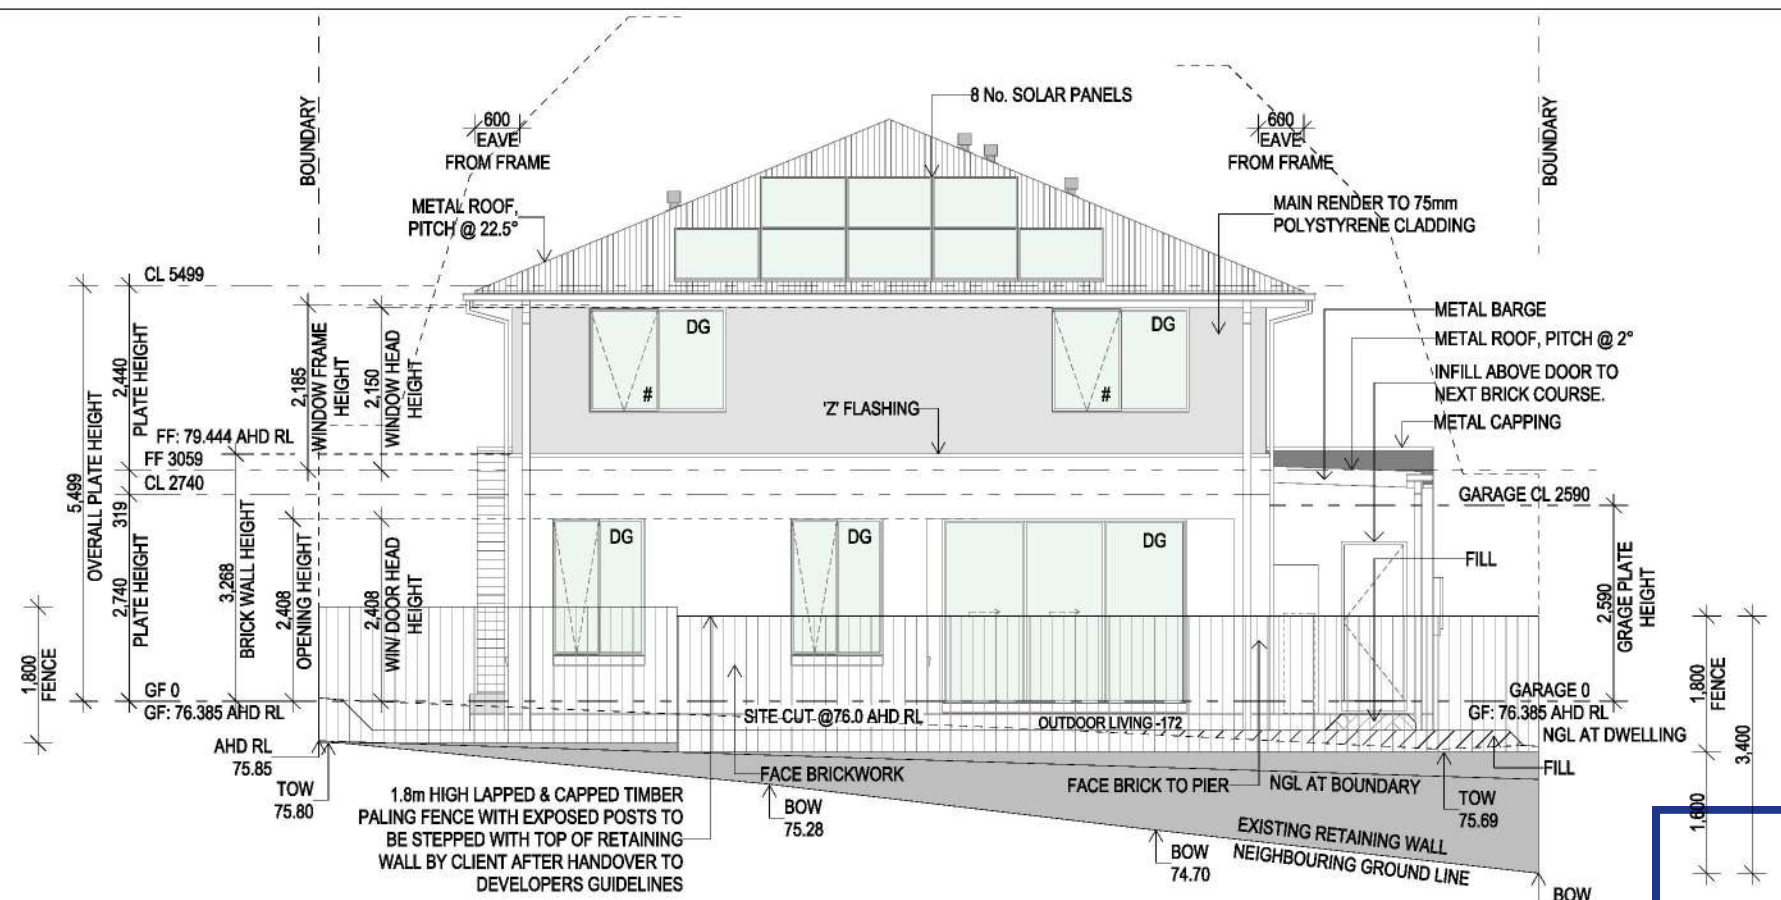 8 No. SOLAR PANELS
BOUNDARY
600
EAVE
FROM FRAME
600
EAVE
FROM FRAME
BOUNDARY
METAL ROOF,
PITCH @ 22.5°
MAIN RENDER TO 75mm
POLYSTYRENE CLADDING
CL 5499
METAL BARGE
METAL ROOF, PITCH @ 2°
INFILL ABOVE DOOR TO
NEXT BRICK COURSE.
METAL CAPPING
DG
#
DG
#
'Z' FLASHING
5,499
OVERALL PLATE HEIGHT
2,440
PLATE HEIGHT
2,185
WINDOW FRAME
HEIGHT
2,150
WINDOW HEAD
HEIGHT
FF: 79.444 AHD RL
FF 3059
CL 2740
319
2,740
PLATE HEIGHT
3,268
BRICK WALL HEIGHT
2,408
OPENING HEIGHT
2,408
WIN/ DOOR HEAD
HEIGHT
DG
DG
DG
GARAGE CL 2590
FILL
2,590
GRAGE PLATE
HEIGHT
1,800
FENCE
GF 0
GF: 76.385 AHD RL
SITE CUT @76.0 AHD RL
OUTDOOR LIVING -172
GARAGE 0
GF: 76.385 AHD RL
NGL AT DWELLING
1,800
FENCE
3,400
1,600
AHD RL
75.85
TOW
75.80
FACE BRICKWORK
FACE BRICK TO PIER
NGL AT BOUNDARY
FILL
TOW
75.69
1.8m HIGH LAPPED & CAPPED TIMBER
PALING FENCE WITH EXPOSED POSTS TO
BE STEPPED WITH TOP OF RETAINING
WALL BY CLIENT AFTER HANDOVER TO
DEVELOPERS GUIDELINES
BOW
75.28
BOW
74.70
EXISTING RETAINING WALL
NEIGHBOURING GROUND LINE
BOW